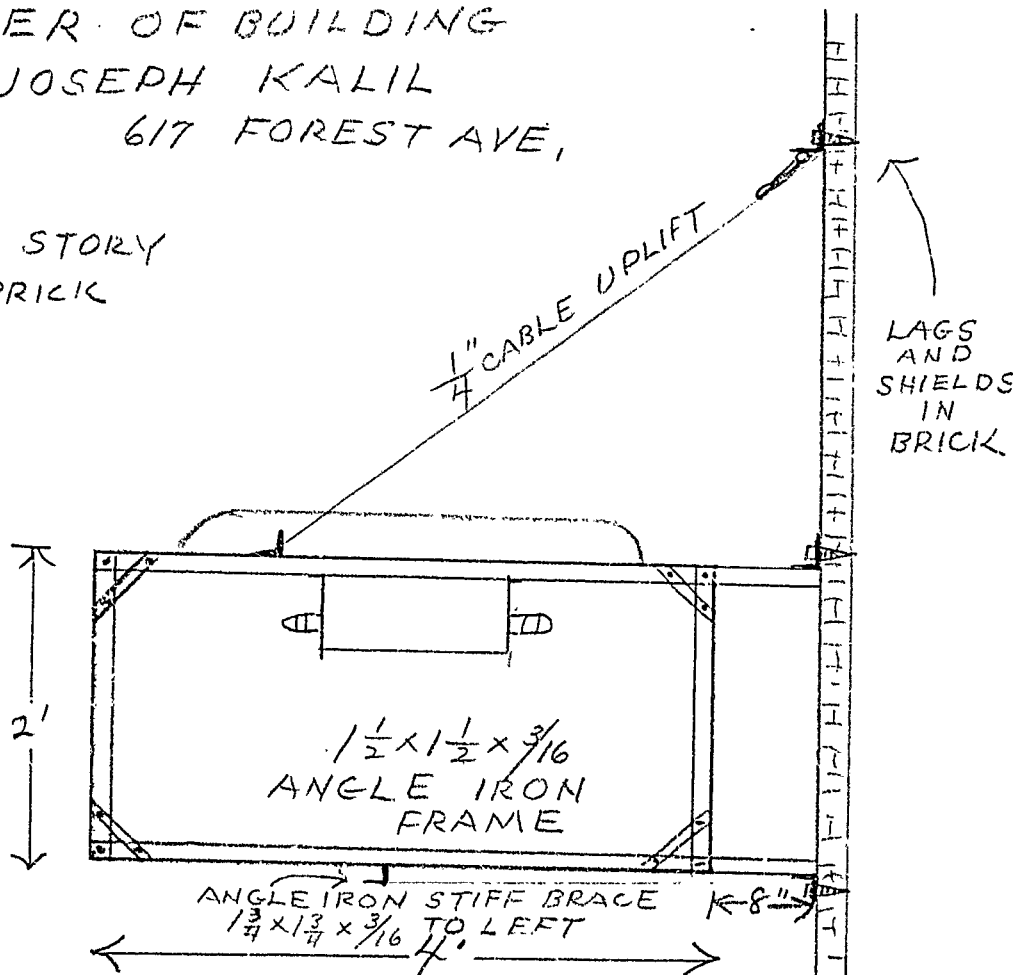 ER OF BUILDING
JOSEPH KALIL
617 FOREST AVE,
STORY
BRICK
1/4" CABLE UPLIFT
LAGS
AND
SHIELDS
IN
BRICK.
2'
1 1/2 x 1 1/2 x 3/16
ANGLE IRON
FRAME
ANGLE IRON STIFF BRACE
1 3/4 x 1 3/4 x 3/16 TO LEFT
8"
4'